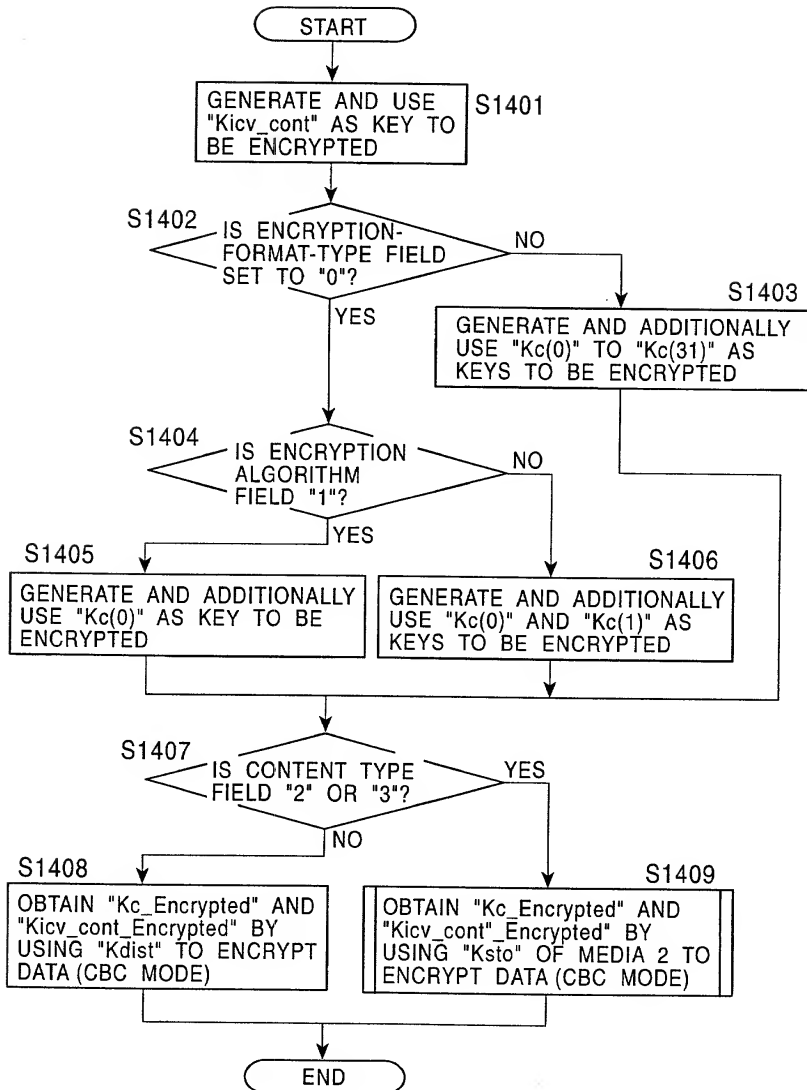 START
GENERATE AND USE
"Kicv_cont" AS KEY TO
BE ENCRYPTED
S1401
S1402
IS ENCRYPTION-
FORMAT-TYPE FIELD
SET TO "0"?
NO
YES
S1403
GENERATE AND ADDITIONALLY
USE "Kc(0)" TO "Kc(31)" AS
KEYS TO BE ENCRYPTED
S1404
IS ENCRYPTION
ALGORITHM
FIELD "1"?
NO
YES
S1405
GENERATE AND ADDITIONALLY
USE "Kc(0)" AS KEY TO BE
ENCRYPTED
S1406
GENERATE AND ADDITIONALLY
USE "Kc(0)" AND "Kc(1)" AS
KEYS TO BE ENCRYPTED
S1407
IS CONTENT TYPE
FIELD "2" OR "3"?
YES
NO
S1408
OBTAIN "Kc_Encrypted" AND
"Kicv_cont_Encrypted" BY
USING "Kdist" TO ENCRYPT
DATA (CBC MODE)
S1409
OBTAIN "Kc_Encrypted" AND
"Kicv_cont"_Encrypted" BY
USING "Ksto" OF MEDIA 2 TO
ENCRYPT DATA (CBC MODE)
END